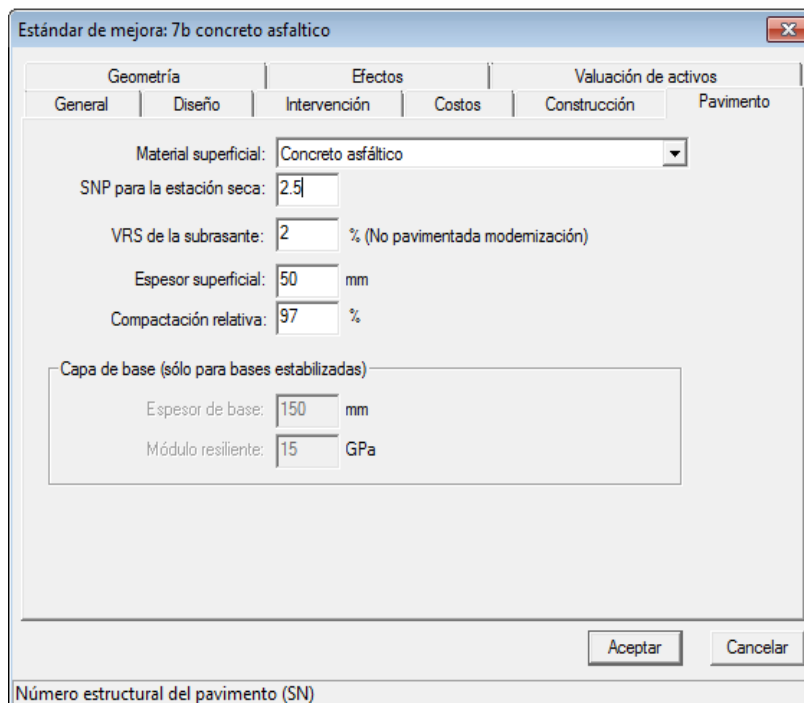 Estándar de mejora: 7b concreto asfaltico
Geometría Efectos Valuación de activos
General Diseño Intervención Costos Construcción Pavimento
Material superficial: Concreto asfáltico
SNP para la estación seca: 2.5
VRS de la subrasante: 2 % (No pavimentada modernización)
Espesor superficial: 50 mm
Compactación relativa: 97 %
Capa de base (sólo para bases estabilizadas)
Espesor de base: 150 mm
Módulo resiliente: 15 GPa
Aceptar Cancelar
Número estructural del pavimento (SN)